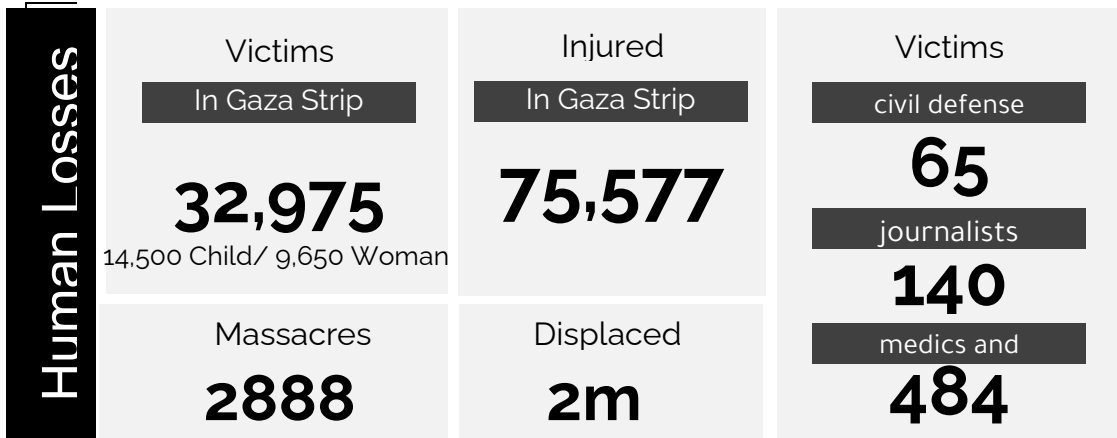 Human Losses
Victims
In Gaza Strip
32,975
14,500 Child/ 9,650 Woman
Injured
In Gaza Strip
75,577
Massacres
2888
Displaced
2m
Victims
civil defense
65
journalists
140
medics and
484